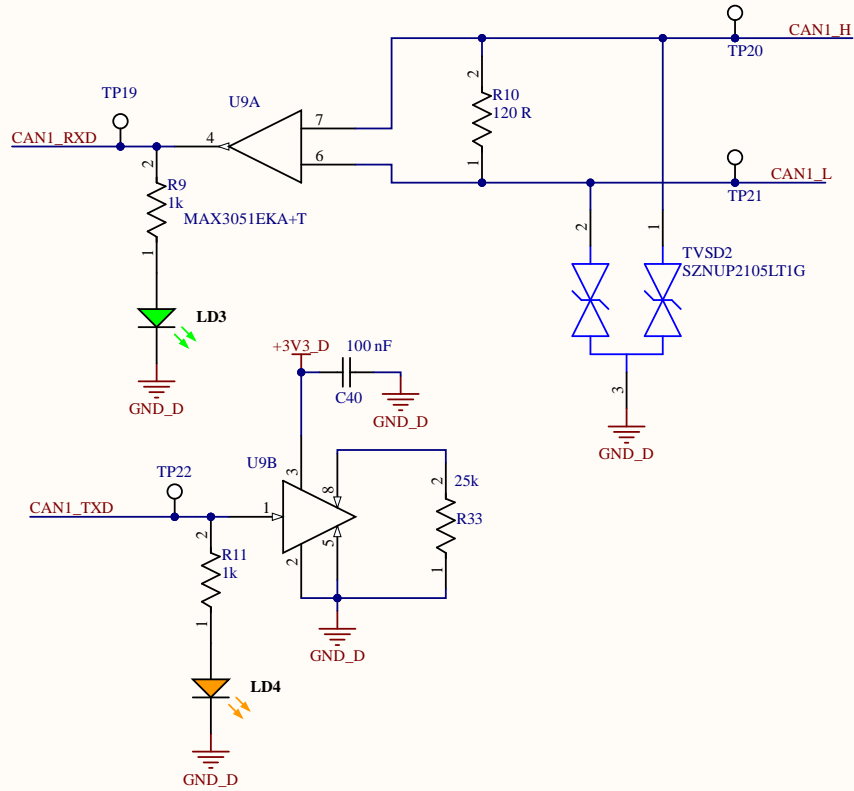 CAN1_H
TP20
TP19
U9A
2
R10
120 R
7
CAN1_RXD
4
6
1
TP21
CAN1_L
2
R9
1k
MAX3051EKA+T
1
2
1
TVSD2
SZNUP2105LT1G
LD3
+3V3_D
100 nF
C40
GND_D
GND_D
3
GND_D
U9B
TP22
3
8
2
25k
CAN1_TXD
1
R33
2
5
2
R11
1k
1
1
GND_D
LD4
GND_D